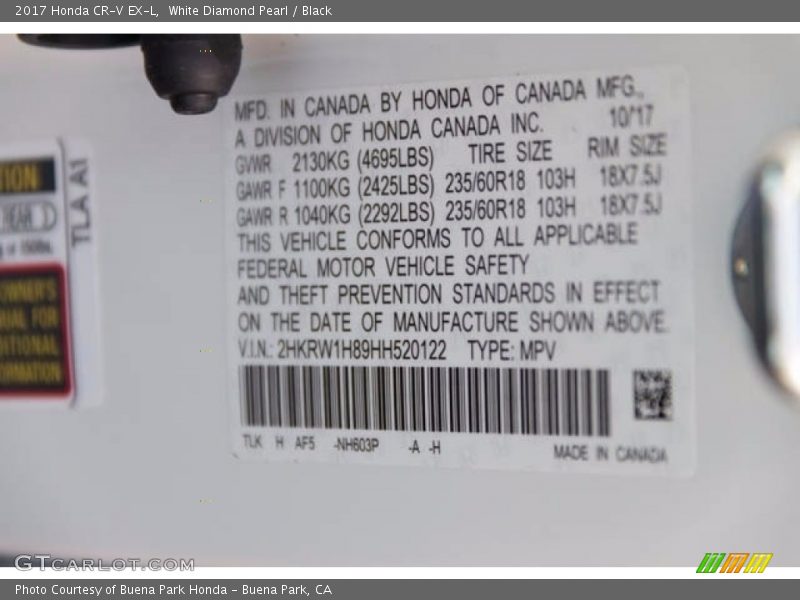 2017 Honda CR-V EX-L,  White Diamond Pearl / Black
MFD. IN CANADA BY HONDA OF CANADA MFG.,
A DIVISION OF HONDA CANADA INC. 10/17
GVWR 2130KG (4695LBS) TIRE SIZE RIM SIZE
GAWR F 1100KG (2425LBS) 235/60R18 103H 18X7.5J
GAWR R 1040KG (2292LBS) 235/60R18 103H 18X7.5J
THIS VEHICLE CONFORMS TO ALL APPLICABLE
FEDERAL MOTOR VEHICLE SAFETY
AND THEFT PREVENTION STANDARDS IN EFFECT
ON THE DATE OF MANUFACTURE SHOWN ABOVE.
V.I.N.: 2HKRW1H89HH520122 TYPE: MPV
TLK H AF5 -NH603P -A -H
MADE IN CANADA
TLA A1
TION
GTCARLOT.COM
Photo Courtesy of Buena Park Honda – Buena Park, CA